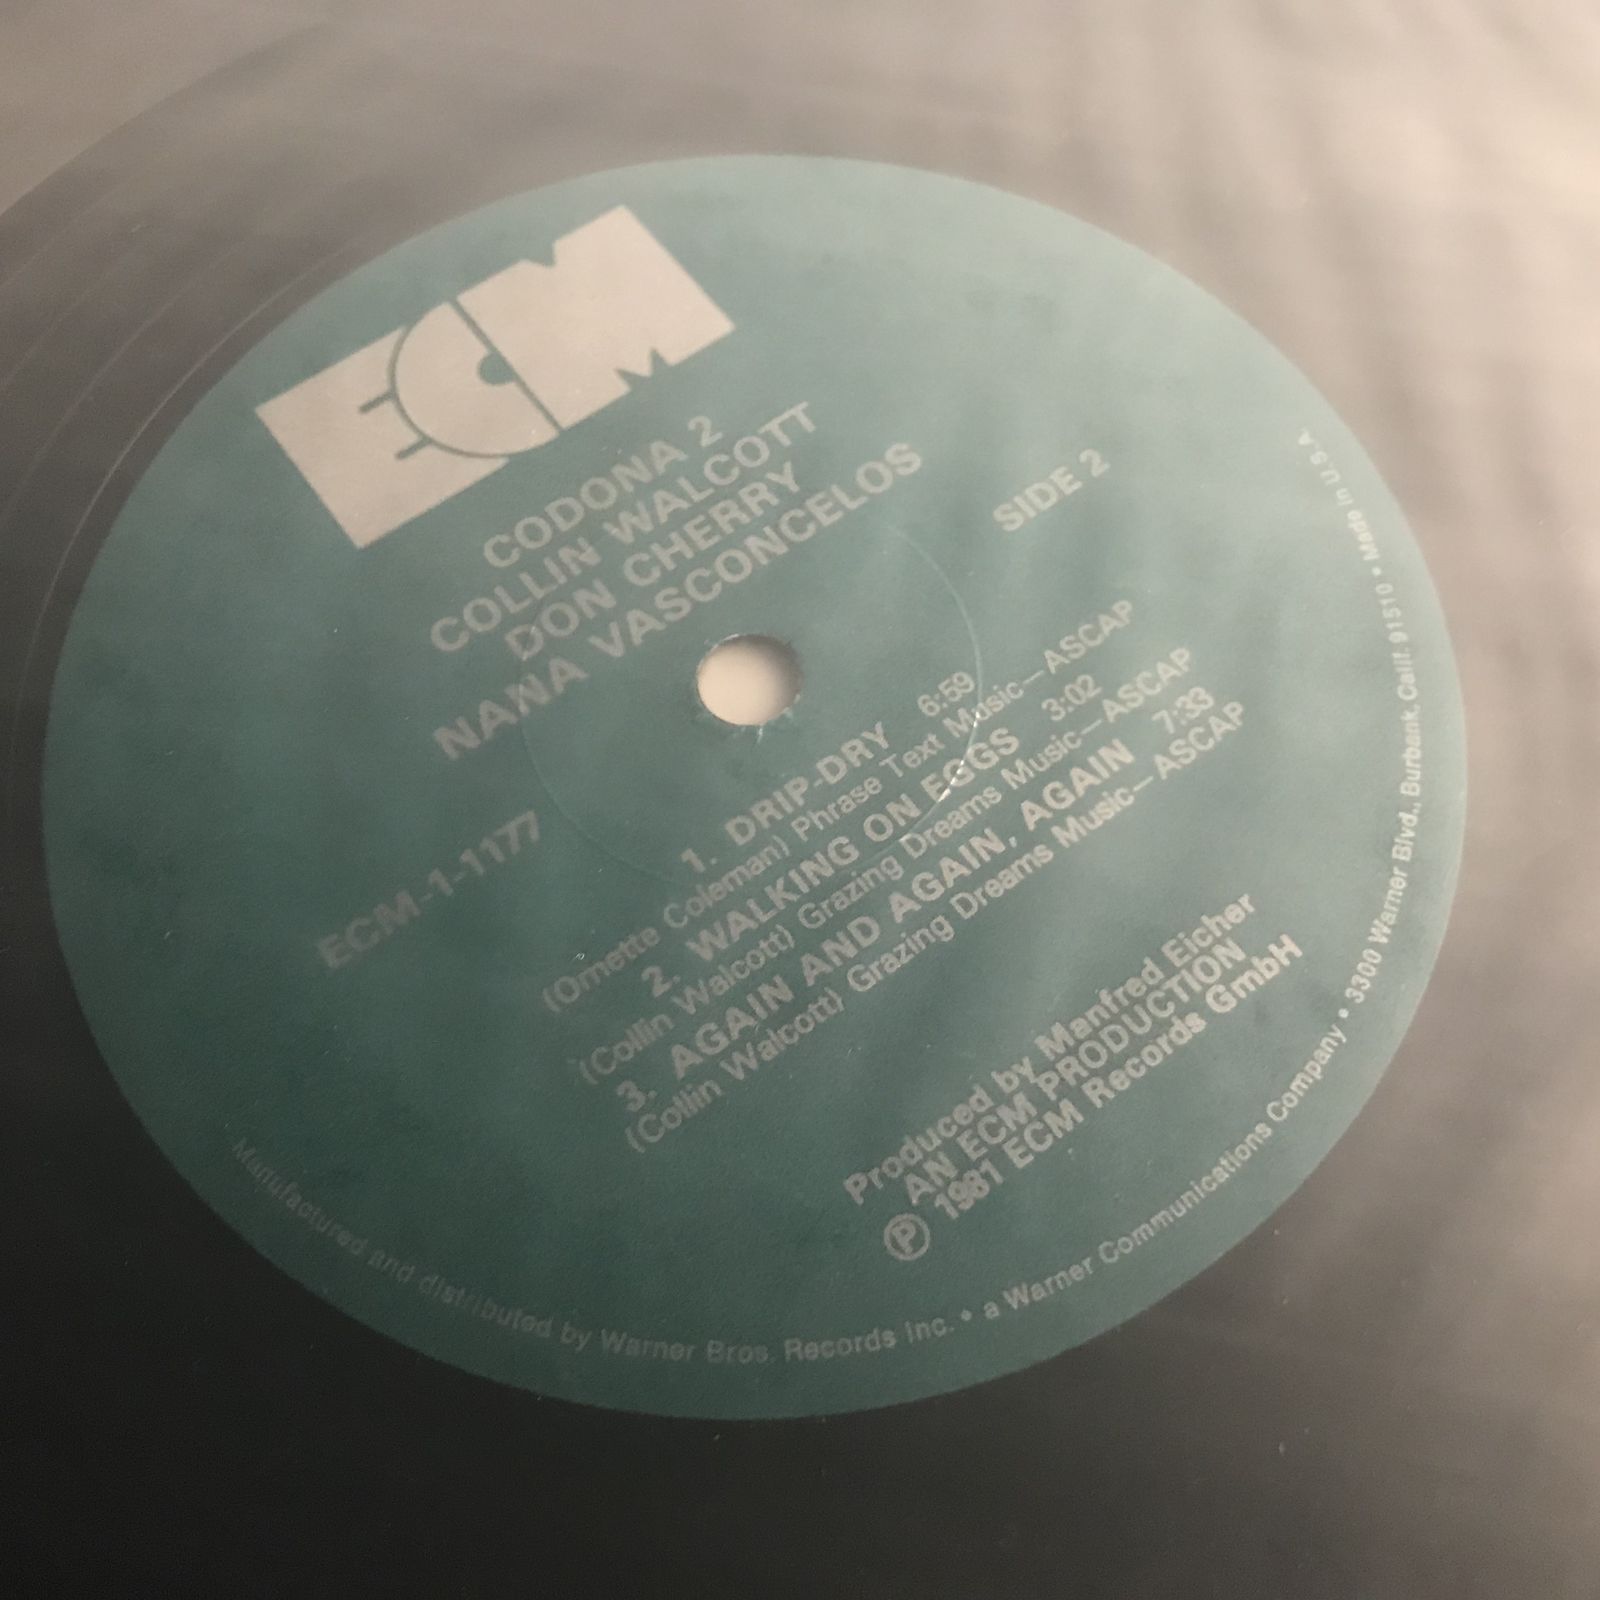 ECM
CODONA 2
COLLIN WALCOTT
DON CHERRY
NANA VASCONCELOS
SIDE 2
ECM-1-1177
1. DRIP-DRY 6:59
(Ornette Coleman) Phrase Text Music—ASCAP
2. WALKING ON EGGS 3:02
(Collin Walcott) Grazing Dreams Music—ASCAP
3. AGAIN AND AGAIN, AGAIN 7:33
(Collin Walcott) Grazing Dreams Music—ASCAP
Produced by Manfred Eicher
AN ECM PRODUCTION
℗ 1981 ECM Records GmbH
Manufactured and distributed by Warner Bros. Records Inc. • a Warner Communications Company • 3300 Warner Blvd., Burbank, Calif. 91510 • Made in U.S.A.